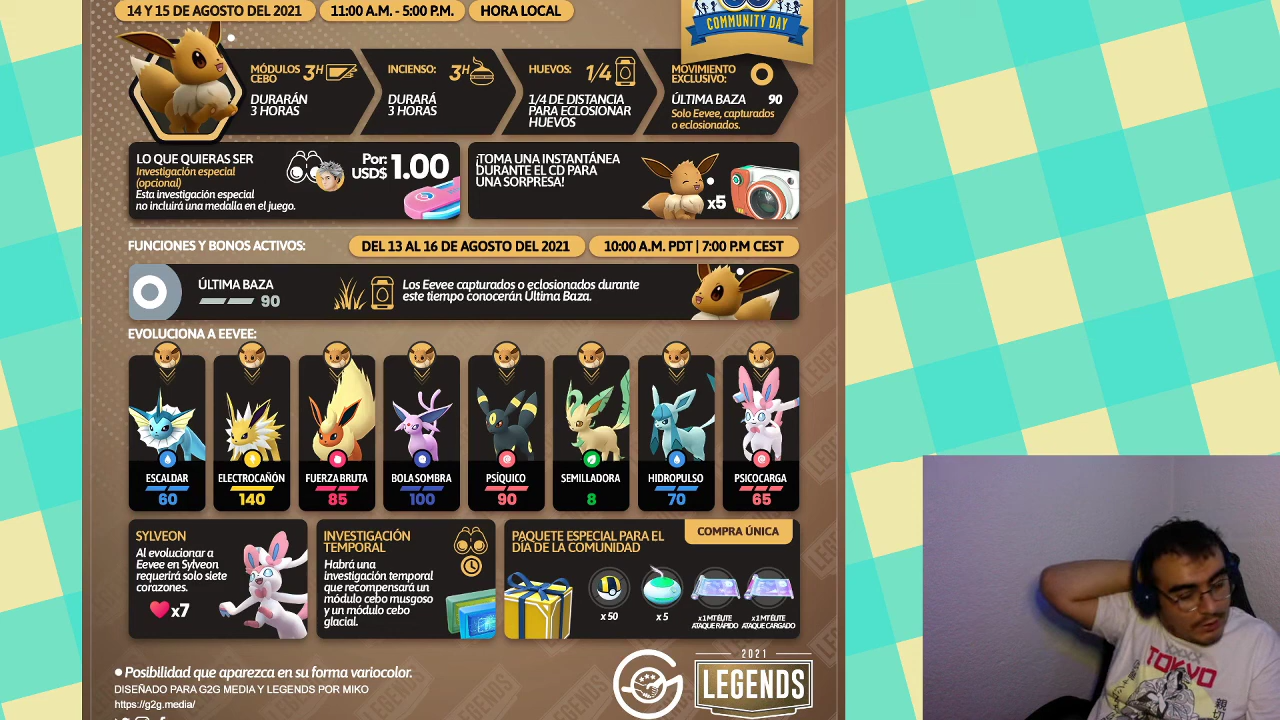 14 Y 15 DE AGOSTO DEL 2021
11:00 A.M. - 5:00 P.M.
HORA LOCAL
COMMUNITY DAY
MÓDULOS CEBO
3H
DURARÁN
3 HORAS
INCIENSO:
3H
DURARÁ
3 HORAS
HUEVOS:
1/4
1/4 DE DISTANCIA
PARA ECLOSIONAR
HUEVOS
MOVIMIENTO
EXCLUSIVO:
ÚLTIMA BAZA 90
Solo Eevee, capturados
o eclosionados.
LO QUE QUIERAS SER
Investigación especial
(opcional)
Esta investigación especial
no incluirá una medalla en el juego.
Por:
USD$ 1.00
¡TOMA UNA INSTANTÁNEA
DURANTE EL CD PARA
UNA SORPRESA!
x5
FUNCIONES Y BONOS ACTIVOS:
DEL 13 AL 16 DE AGOSTO DEL 2021
10:00 A.M. PDT | 7:00 P.M CEST
ÚLTIMA BAZA
90
Los Eevee capturados o eclosionados durante
este tiempo conocerán Última Baza.
EVOLUCIONA A EEVEE:
ESCALDAR
60
ELECTROCAÑÓN
140
FUERZA BRUTA
85
BOLA SOMBRA
100
PSÍQUICO
90
SEMILLADORA
8
HIDROPULSO
70
PSICOCARGA
65
SYLVEON
Al evolucionar a
Eevee en Sylveon
requerirá solo siete
corazones.
x7
INVESTIGACIÓN
TEMPORAL
Habrá una
investigación temporal
que recompensará un
módulo cebo musgoso
y un módulo cebo
glacial.
PAQUETE ESPECIAL PARA EL
DÍA DE LA COMUNIDAD
COMPRA ÚNICA
x 50
x 5
x 1 MT ÉLITE
ATAQUE RÁPIDO
x 1 MT ÉLITE
ATAQUE CARGADO
Posibilidad que aparezca en su forma variocolor.
DISEÑADO PARA G2G MEDIA Y LEGENDS POR MIKO
https://g2g.media/
2021
LEGENDS
TOKYO